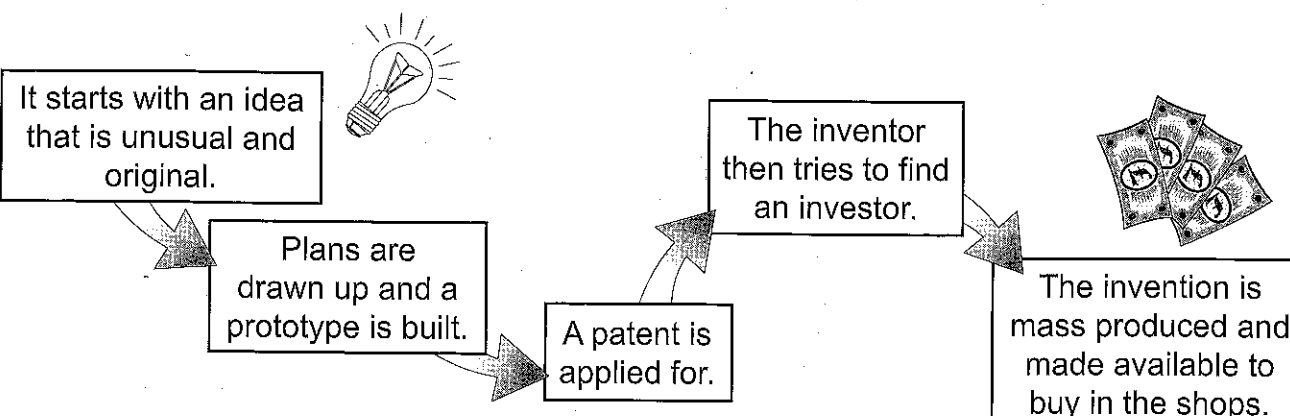 It starts with an idea
that is unusual and
original.
Plans are
drawn up and a
prototype is built.
A patent is
applied for.
The inventor
then tries to find
an investor.
The invention is
mass produced and
made available to
buy in the shops.